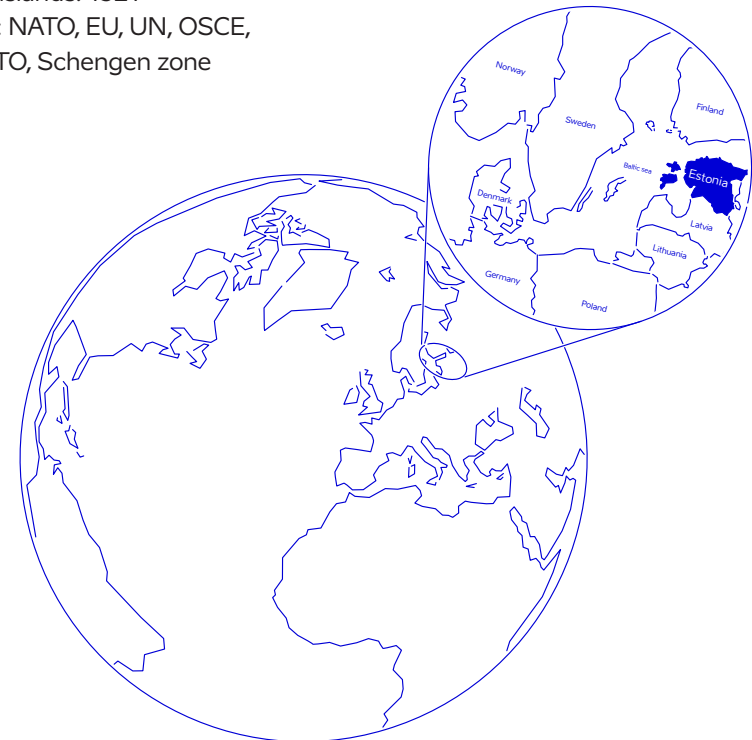 : NATO, EU, UN, OSCE,
TO, Schengen zone
Norway
Finland
Sweden
Baltic sea
Estonia
Denmark
Latvia
Lithuania
Germany
Poland